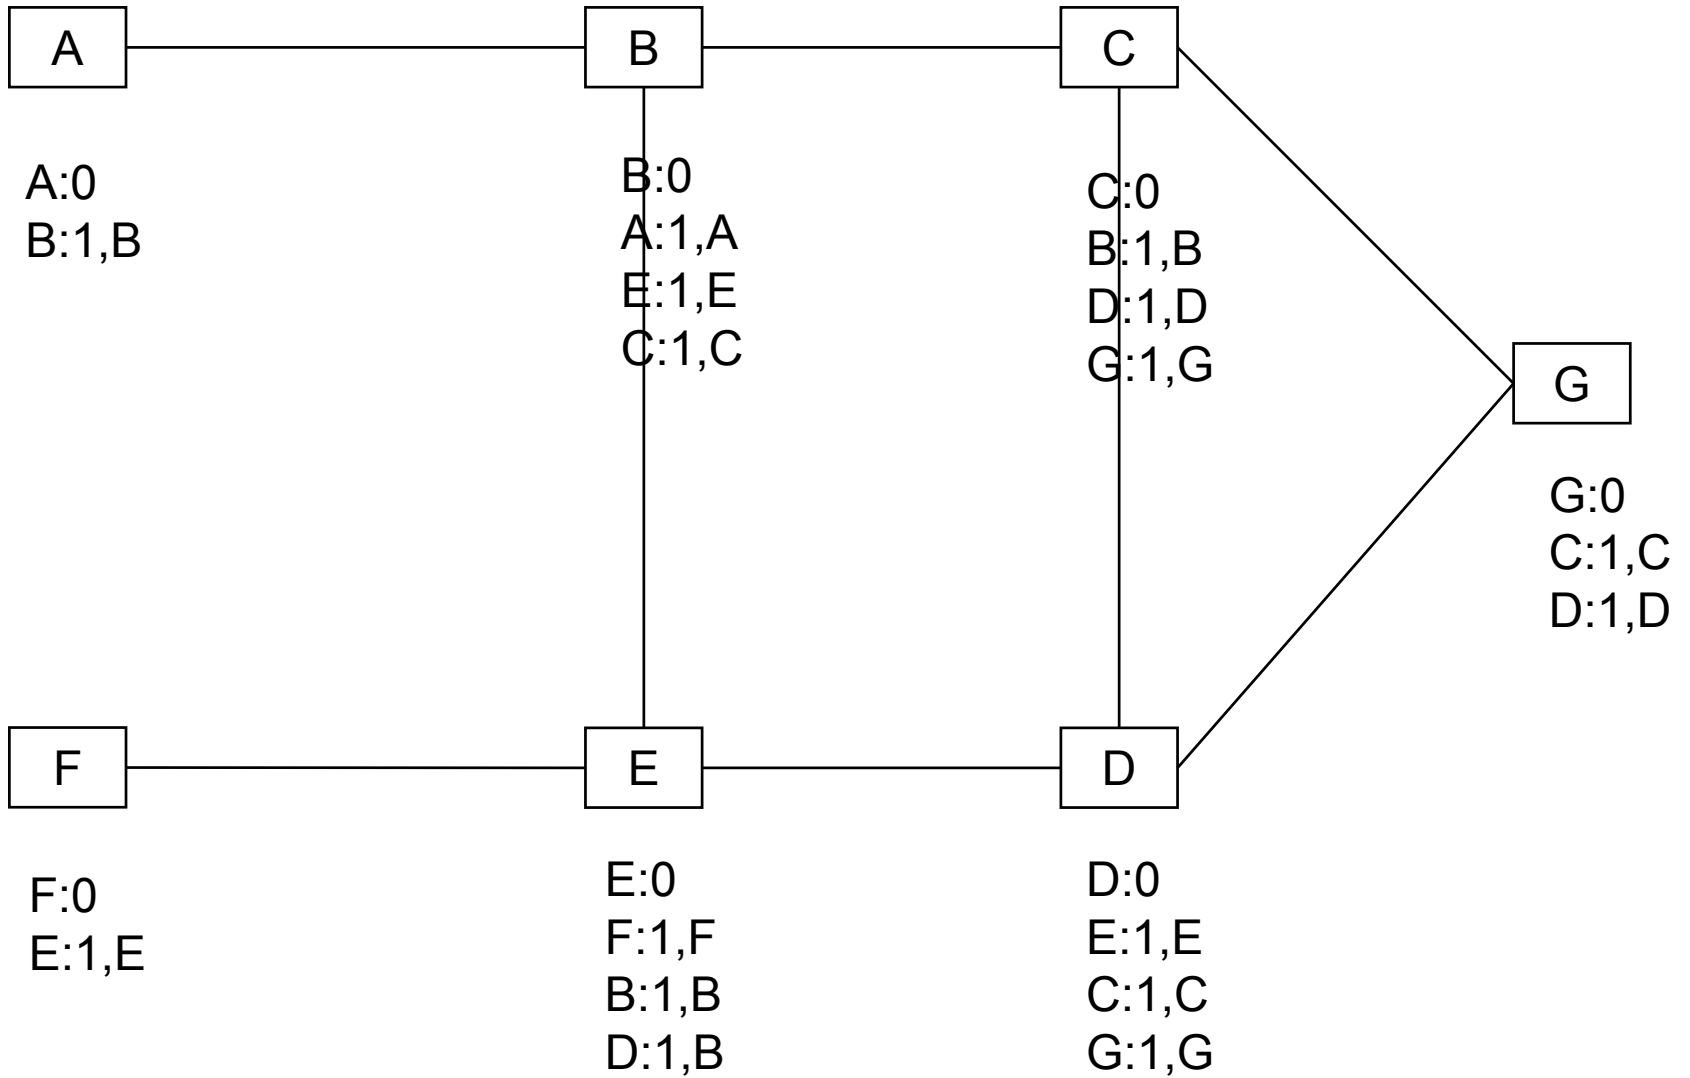 A
B
C
A:0
B:1,B
B:0
A:1,A
E:1,E
C:1,C
C:0
B:1,B
D:1,D
G:1,G
G
G:0
C:1,C
D:1,D
F
E
D
F:0
E:1,E
E:0
F:1,F
B:1,B
D:1,B
D:0
E:1,E
C:1,C
G:1,G